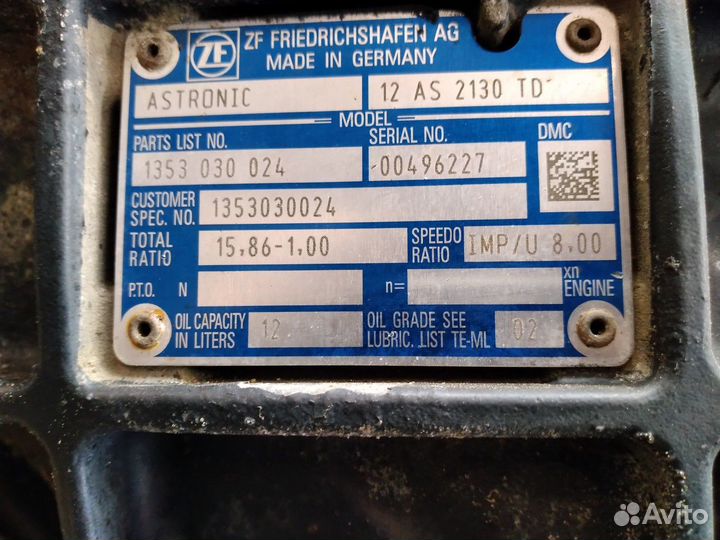 ZF FRIEDRICHSHAFEN AG
MADE IN GERMANY
ASTRONIC 12 AS 2130 TD
MODEL
PARTS LIST NO. SERIAL NO. DMC
1353 030 024 00496227
CUSTOMER SPEC. NO. 1353030024
TOTAL RATIO 15,86-1,00 SPEEDO RATIO IMP/U 8,00
P.T.O. N n= xn ENGINE
OIL CAPACITY IN LITERS 12 OIL GRADE SEE LUBRIC. LIST TE-ML 02
Avito